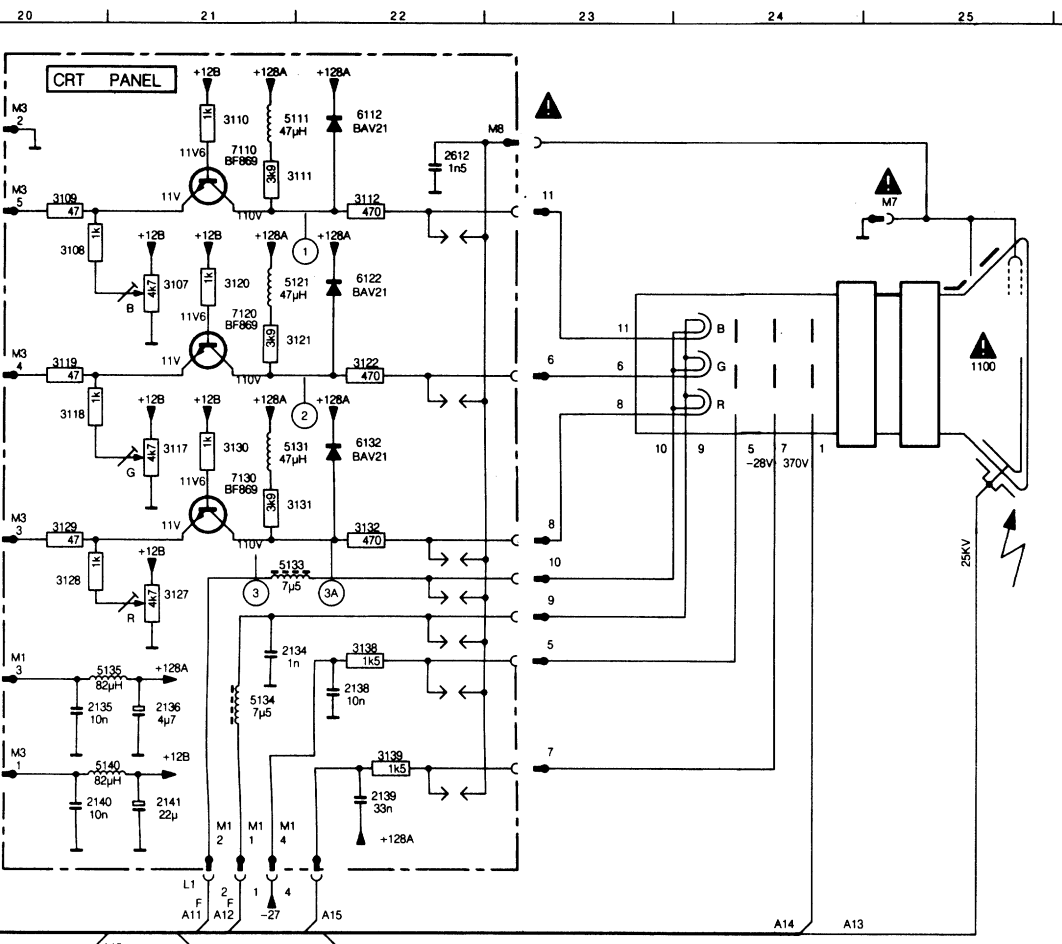 20 21 22 23 24 25
CRT PANEL
+12B +128A +128A
M3
2
1k
3110
5111
47µH
6112
BAV21
M8
11V6
7110
BF869
3k9
3111
2612
1n5
M3
5
3109
47
11V
110V
3112
470
11
M7
1k
3108
+12B +12B +128A +128A
1
3107
4k7
B
1k
3120
5121
47µH
6122
BAV21
11V6
7120
BF869
3k9
3121
11
B
M3
4
3119
47
11V
110V
3122
470
6
6
G
1100
1k
3118
+12B +12B +128A +128A
2
8
R
3117
4k7
G
1k
3130
5131
47µH
6132
BAV21
10 9 5 7 1
-28V 370V
11V6
7130
BF869
3k9
3131
M3
3
3129
47
11V
110V
3132
470
8
1k
3128
+12B
5133
7µ5
10
25KV
3127
4k7
R
3
3A
9
M1
3
5135
82µH
+128A
2134
1n
3138
1k5
5
2135
10n
2136
4µ7
5134
7µ5
2138
10n
M3
1
5140
82µH
+12B
3139
1k5
7
2140
10n
2141
22µ
2139
33n
M1
2
M1
1
M1
4
+128A
L1 2 1 4
F F
A11 A12 -27 A15 A14 A13